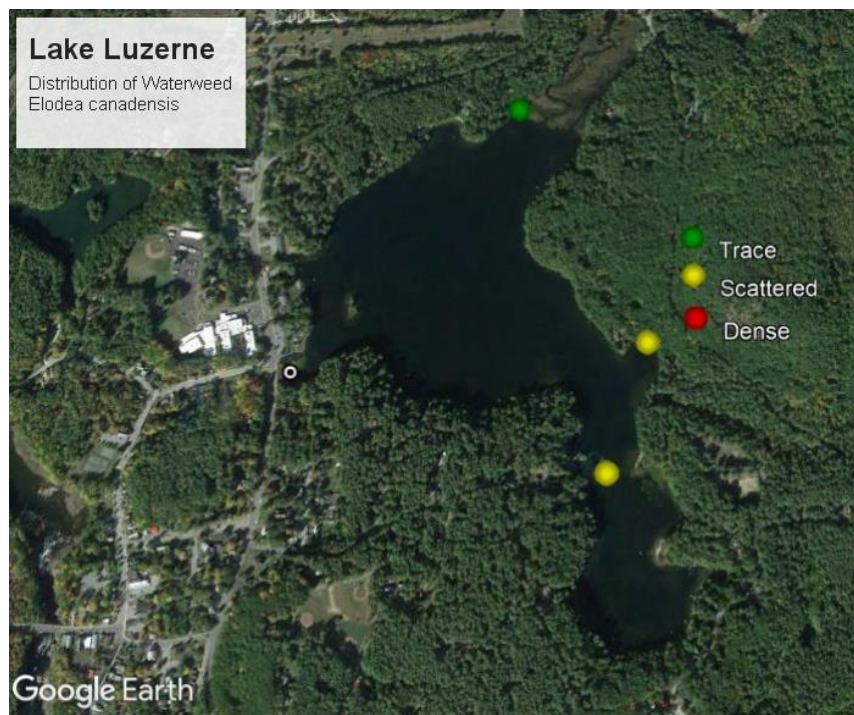 Lake Luzerne
Distribution of Waterweed
Elodea canadensis
Trace
Scattered
Dense
Google Earth